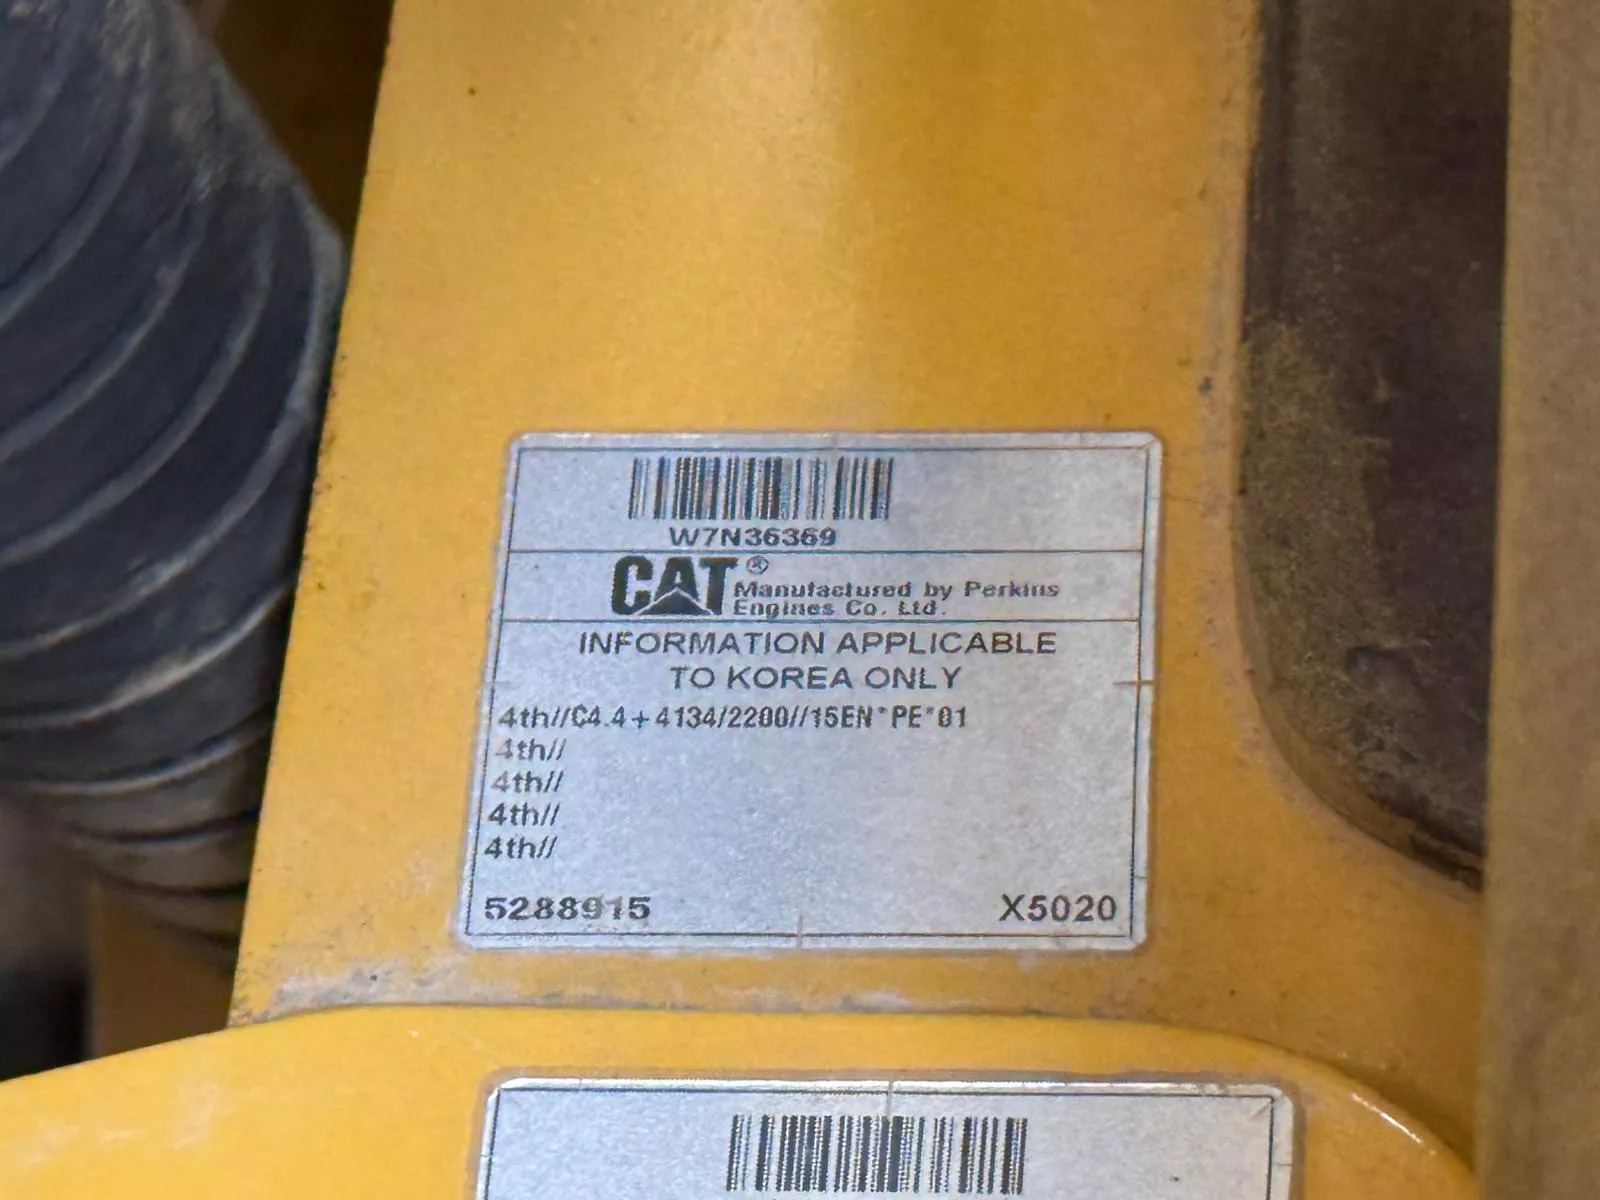 W7N36369
CAT® Manufactured by Perkins
Engines Co. Ltd.
INFORMATION APPLICABLE
TO KOREA ONLY
4th//C4.4+4134/2200//15EN*PE*01
4th//
4th//
4th//
4th//
5288915 X5020